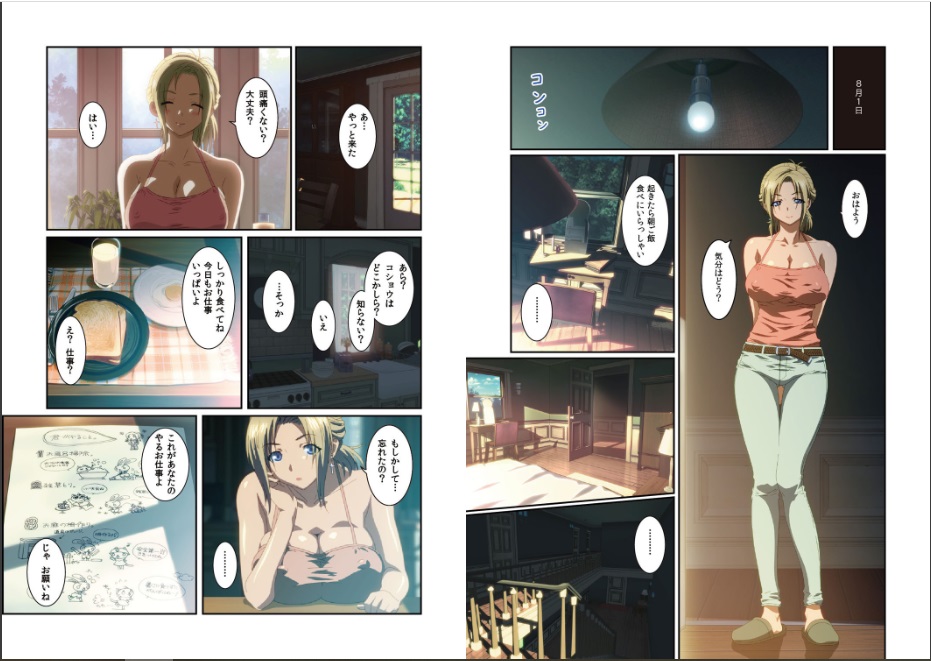 8月1日
コンコン
おはよう
気分はどう？
起きたら朝ご飯
食べにいらっしゃい
………
………
あ…
やっと来た
頭痛くない？
大丈夫？
はい…
あら？
コショウは
どこかしら？
知らない？
いえ
…そっか
しっかり食べてね
今日もお仕事
いっぱいよ
え？ 仕事？
もしかして…
忘れたの？
………
これがあなたの
やるお仕事よ
じゃ お願いね